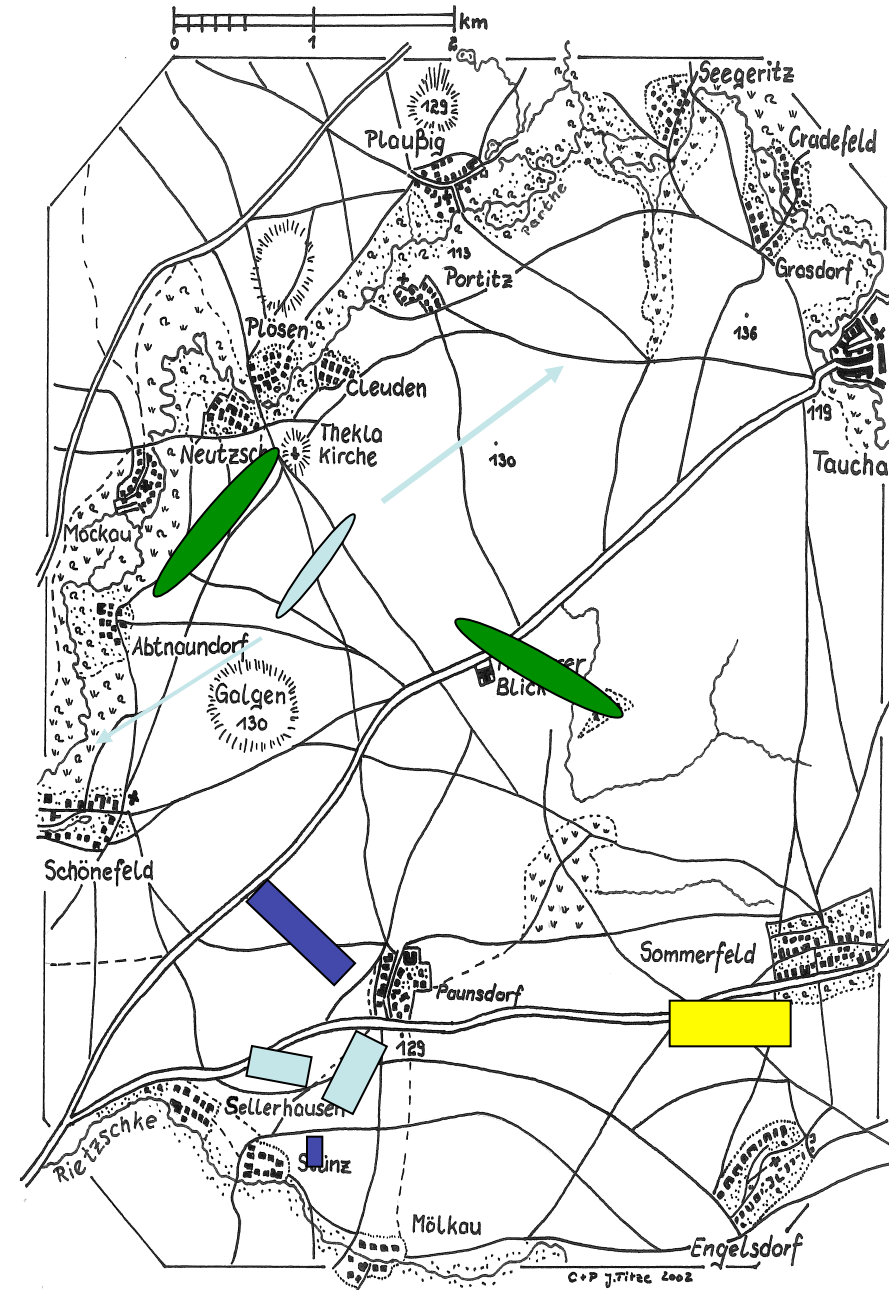 km
0 1 2
Seegeritz
129
Plaußig
Cradefeld
Parthe
113
Portitz
Grasdorf
136
Plösen
Cleuden
119
Thekla
Kirche
Neutzsch
130
Taucha
Mockau
Abtnaundorf
Blick
Galgen
130
Schönefeld
Sommerfeld
Paunsdorf
129
Sellerhausen
Rietzschke
Mölkau
Engelsdorf
C+P J.Titze 2002